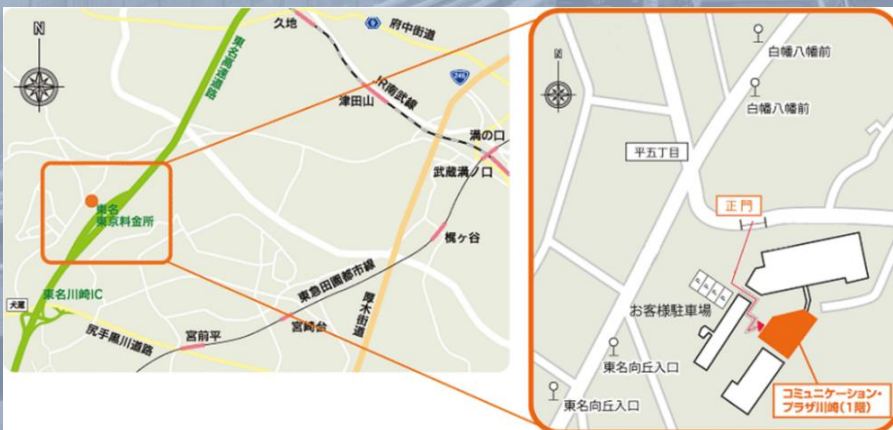 N
久地
府中街道
東名高速道路
JR南武線
246
津田山
溝の口
武蔵溝ノ口
東名
東京料金所
梶ヶ谷
東急田園都市線
東名川崎IC
犬蔵
厚木街道
宮崎台
宮前平
尻手黒川道路
N
白幡八幡前
白幡八幡前
平五丁目
正門
P
P
P
P
お客様駐車場
東名向丘入口
東名向丘入口
コミュニケーション・
プラザ川崎(1階)